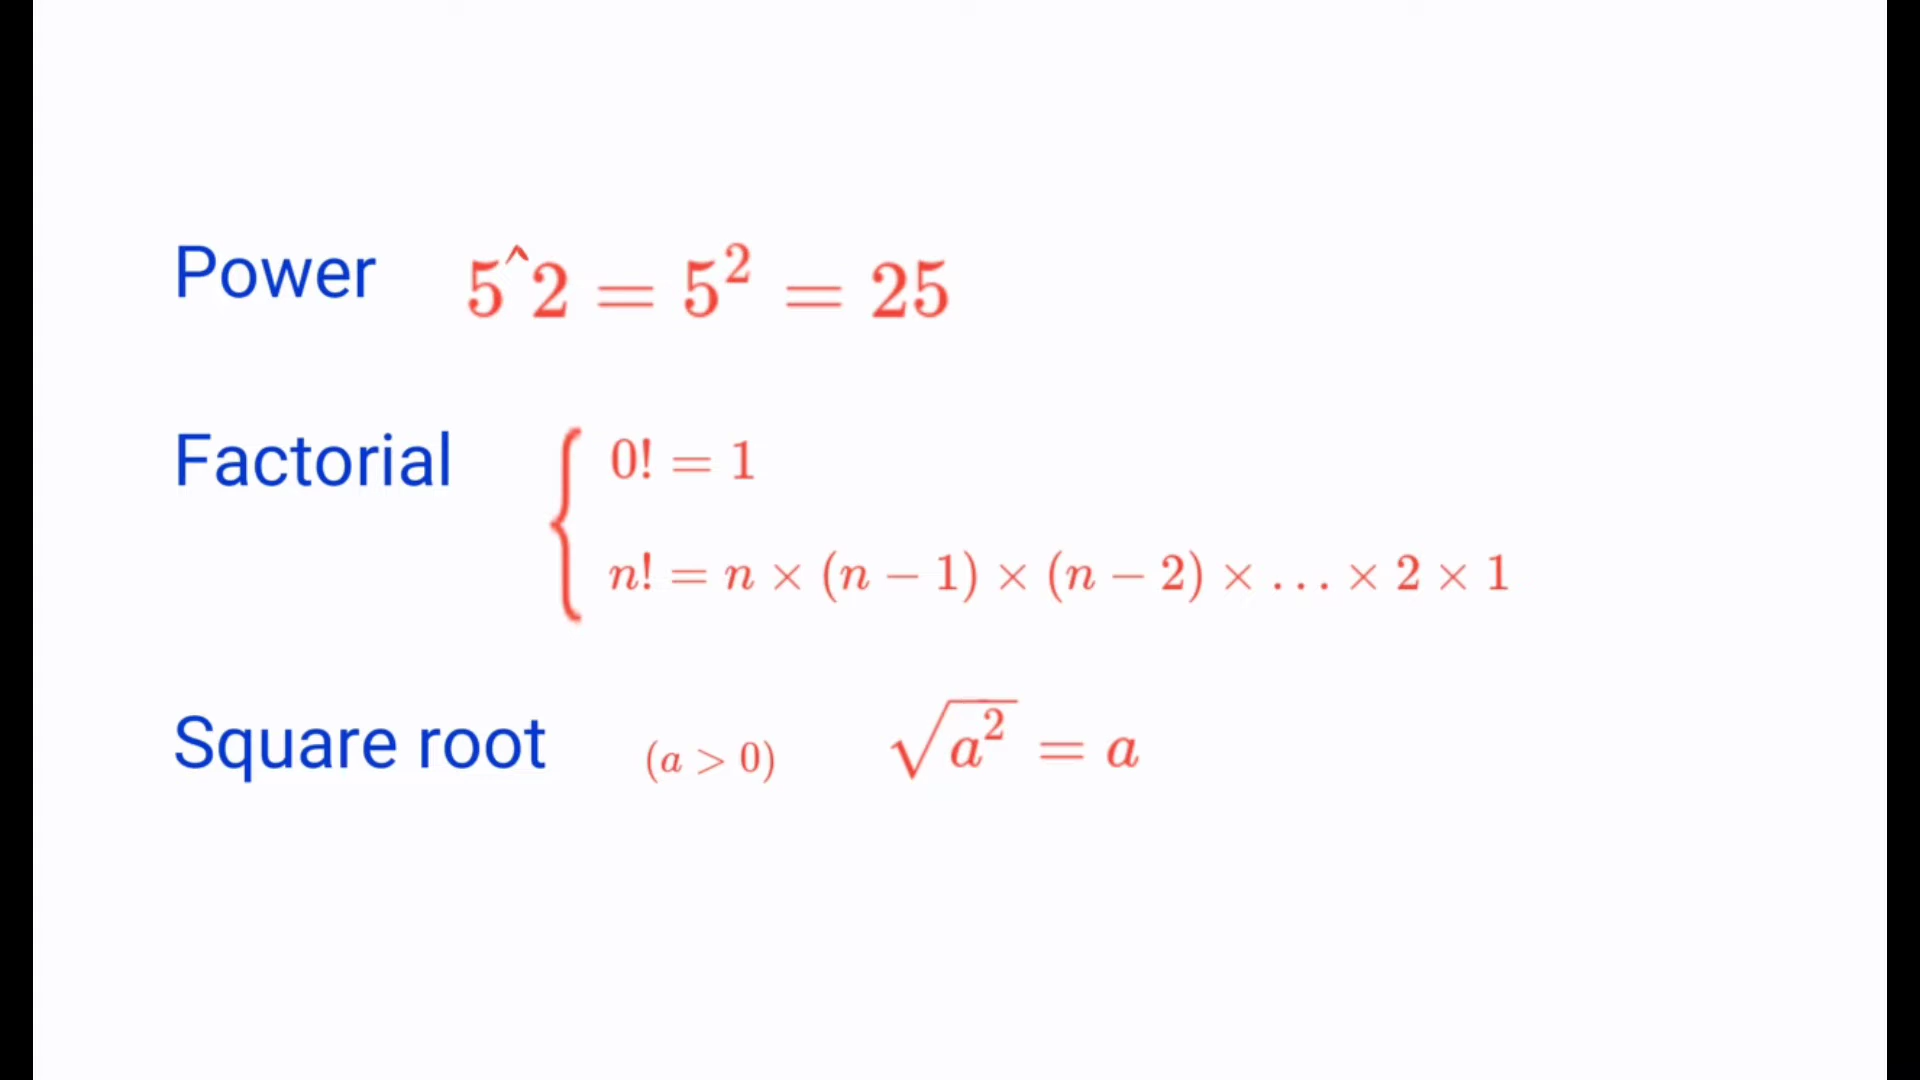 Power 5^2 = 5² = 25
Factorial { 0! = 1
n! = n × (n − 1) × (n − 2) × . . . × 2 × 1
Square root (a > 0) √a² = a